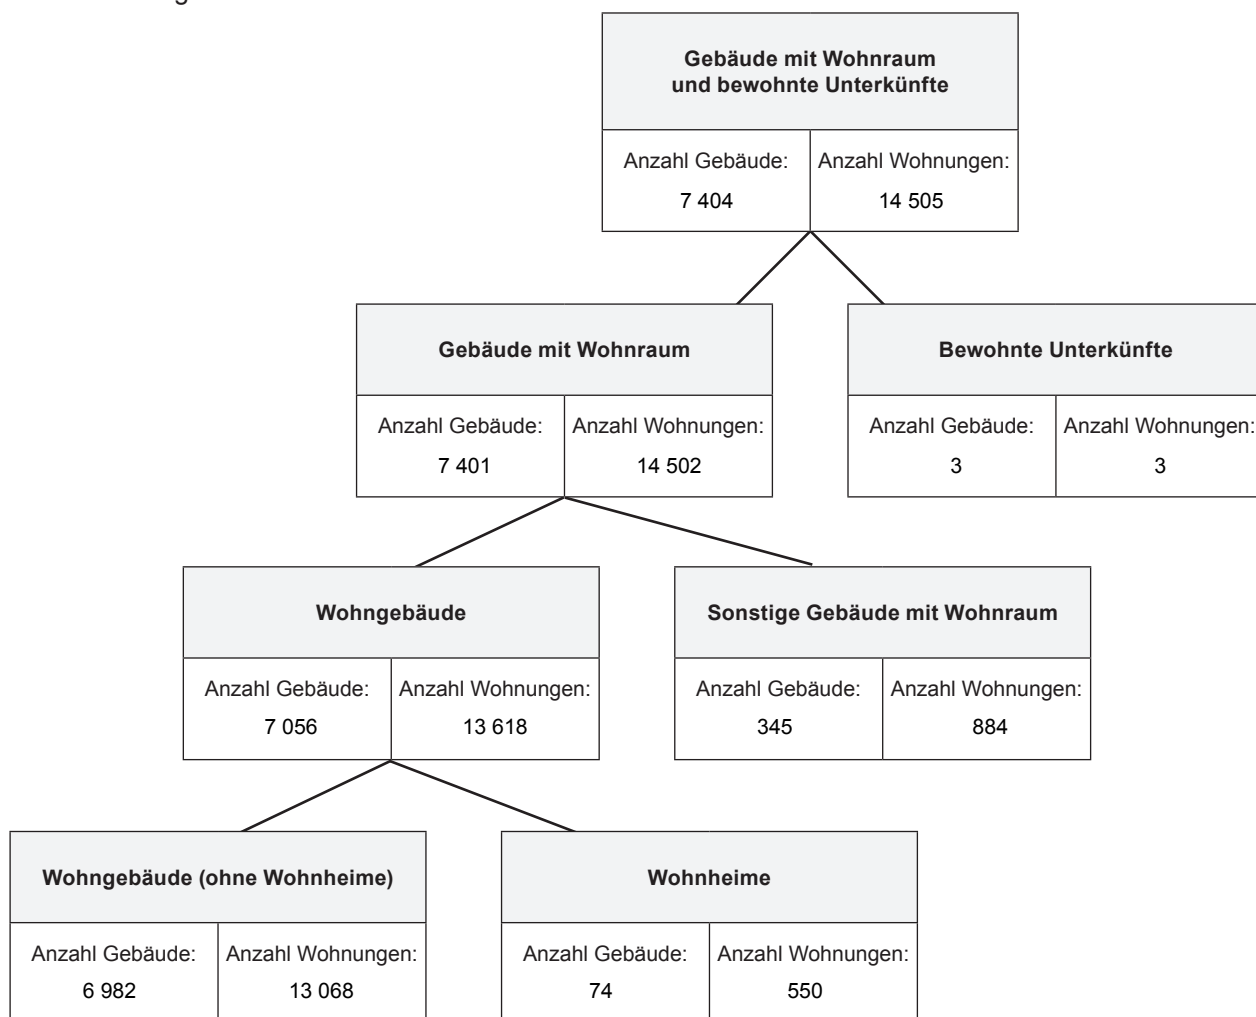 Gebäude mit Wohnraum
und bewohnte Unterkünfte
Anzahl Gebäude: Anzahl Wohnungen:
7 404 14 505
Gebäude mit Wohnraum
Anzahl Gebäude: Anzahl Wohnungen:
7 401 14 502
Bewohnte Unterkünfte
Anzahl Gebäude: Anzahl Wohnungen:
3 3
Wohngebäude
Anzahl Gebäude: Anzahl Wohnungen:
7 056 13 618
Sonstige Gebäude mit Wohnraum
Anzahl Gebäude: Anzahl Wohnungen:
345 884
Wohngebäude (ohne Wohnheime)
Anzahl Gebäude: Anzahl Wohnungen:
6 982 13 068
Wohnheime
Anzahl Gebäude: Anzahl Wohnungen:
74 550